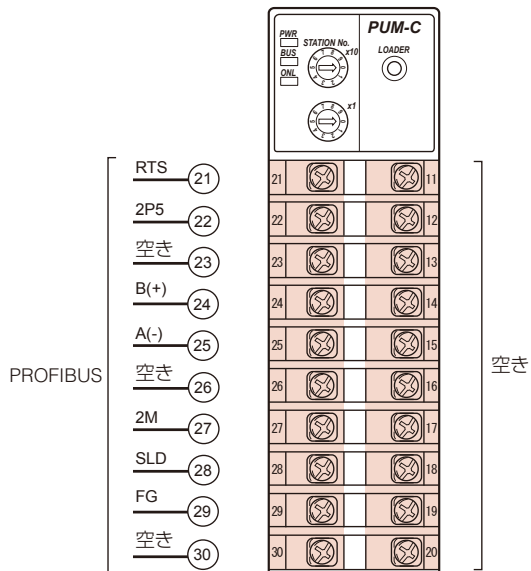 PUM-C
PWR
BUS
ONL
STATION No.
x10
LOADER
x1
PROFIBUS
RTS 21
2P5 22
空き 23
B(+) 24
A(-) 25
空き 26
2M 27
SLD 28
FG 29
空き 30
21 11
22 12
23 13
24 14
25 15
26 16
27 17
28 18
29 19
30 20
空き